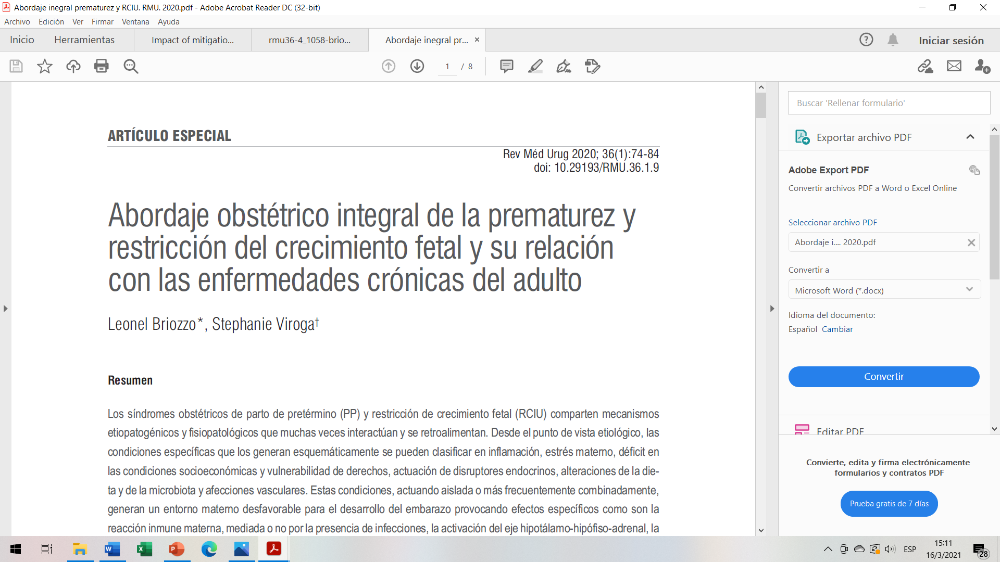 Abordaje inegral prematurez y RCIU. RMU. 2020.pdf - Adobe Acrobat Reader DC (32-bit)
Archivo Edición Ver Firmar Ventana Ayuda
Inicio Herramientas Impact of mitigatio... rmu36-4_1058-brio... Abordaje inegral pr... Iniciar sesión
1 / 8
ARTÍCULO ESPECIAL
Rev Méd Urug 2020; 36(1):74-84
doi: 10.29193/RMU.36.1.9
Abordaje obstétrico integral de la prematurez y
restricción del crecimiento fetal y su relación
con las enfermedades crónicas del adulto
Leonel Briozzo*, Stephanie Viroga†
Resumen
Los síndromes obstétricos de parto de pretérmino (PP) y restricción de crecimiento fetal (RCIU) comparten mecanismos
etiopatogénicos y fisiopatológicos que muchas veces interactúan y se retroalimentan. Desde el punto de vista etiológico, las
condiciones específicas que los generan esquemáticamente se pueden clasificar en inflamación, estrés materno, déficit en
las condiciones socioeconómicas y vulnerabilidad de derechos, actuación de disruptores endocrinos, alteraciones de la die-
ta y de la microbiota y afecciones vasculares. Estas condiciones, actuando aislada o más frecuentemente combinadamente,
generan un entorno materno desfavorable para el desarrollo del embarazo provocando efectos específicos como son la
reacción inmune materna, mediada o no por la presencia de infecciones, la activación del eje hipotálamo-hipófiso-adrenal, la
Buscar 'Rellenar formulario'
Exportar archivo PDF
Adobe Export PDF
Convertir archivos PDF a Word o Excel Online
Seleccionar archivo PDF
Abordaje i.... 2020.pdf
Convertir a
Microsoft Word (*.docx)
Idioma del documento:
Español Cambiar
Convertir
Editar PDF
Convierte, edita y firma electrónicamente
formularios y contratos PDF
Prueba gratis de 7 días
ESP
15:11
16/3/2021
28